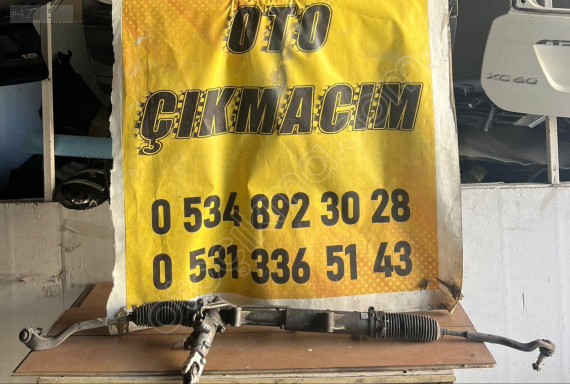 OTO
ÇIKMACIM
0 534 892 30 28
0 531 336 51 43
XC60